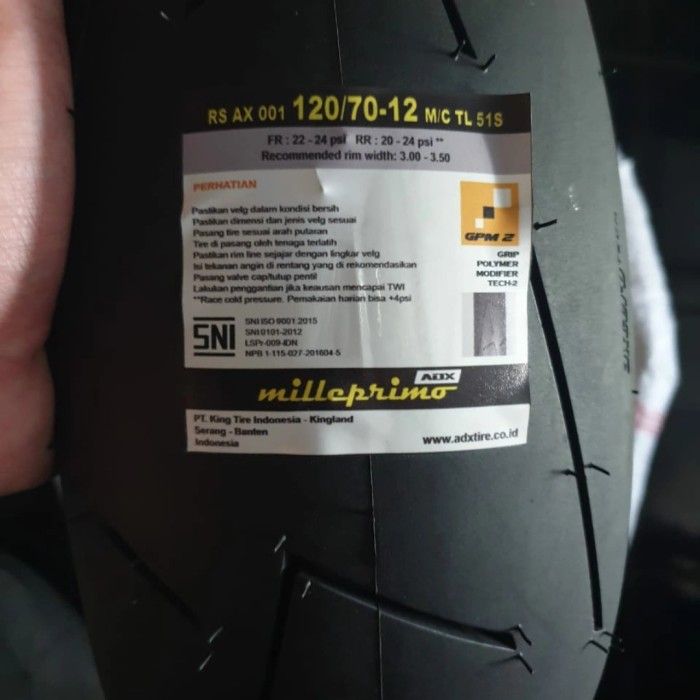 RS AX 001 120/70-12 M/C TL 51S
FR : 22 - 24 psi RR : 20 - 24 psi **
Recommended rim width: 3.00 - 3.50
PERHATIAN
Pastikan velg dalam kondisi bersih
Pastikan dimensi dan jenis velg sesuai
Pasang tire sesuai arah putaran
Tire di pasang oleh tenaga terlatih
Pastikan rim line sejajar dengan lingkar velg
Isi tekanan angin di rentang yang di rekomendasikan
Pasang valve cap/tutup pentil
Lakukan penggantian jika keausan mencapai TWI
**Race cold pressure. Pemakaian harian bisa +4psi
GPM 2
GRIP
POLYMER
MODIFIER
TECH-2
SNI
SNI ISO 9001:2015
SNI 0101-2012
LSPr-009-IDN
NPB 1-115-027-201604-5
ADX
milleprimo
PT. King Tire Indonesia - Kingland
Serang - Banten
Indonesia
www.adxtire.co.id